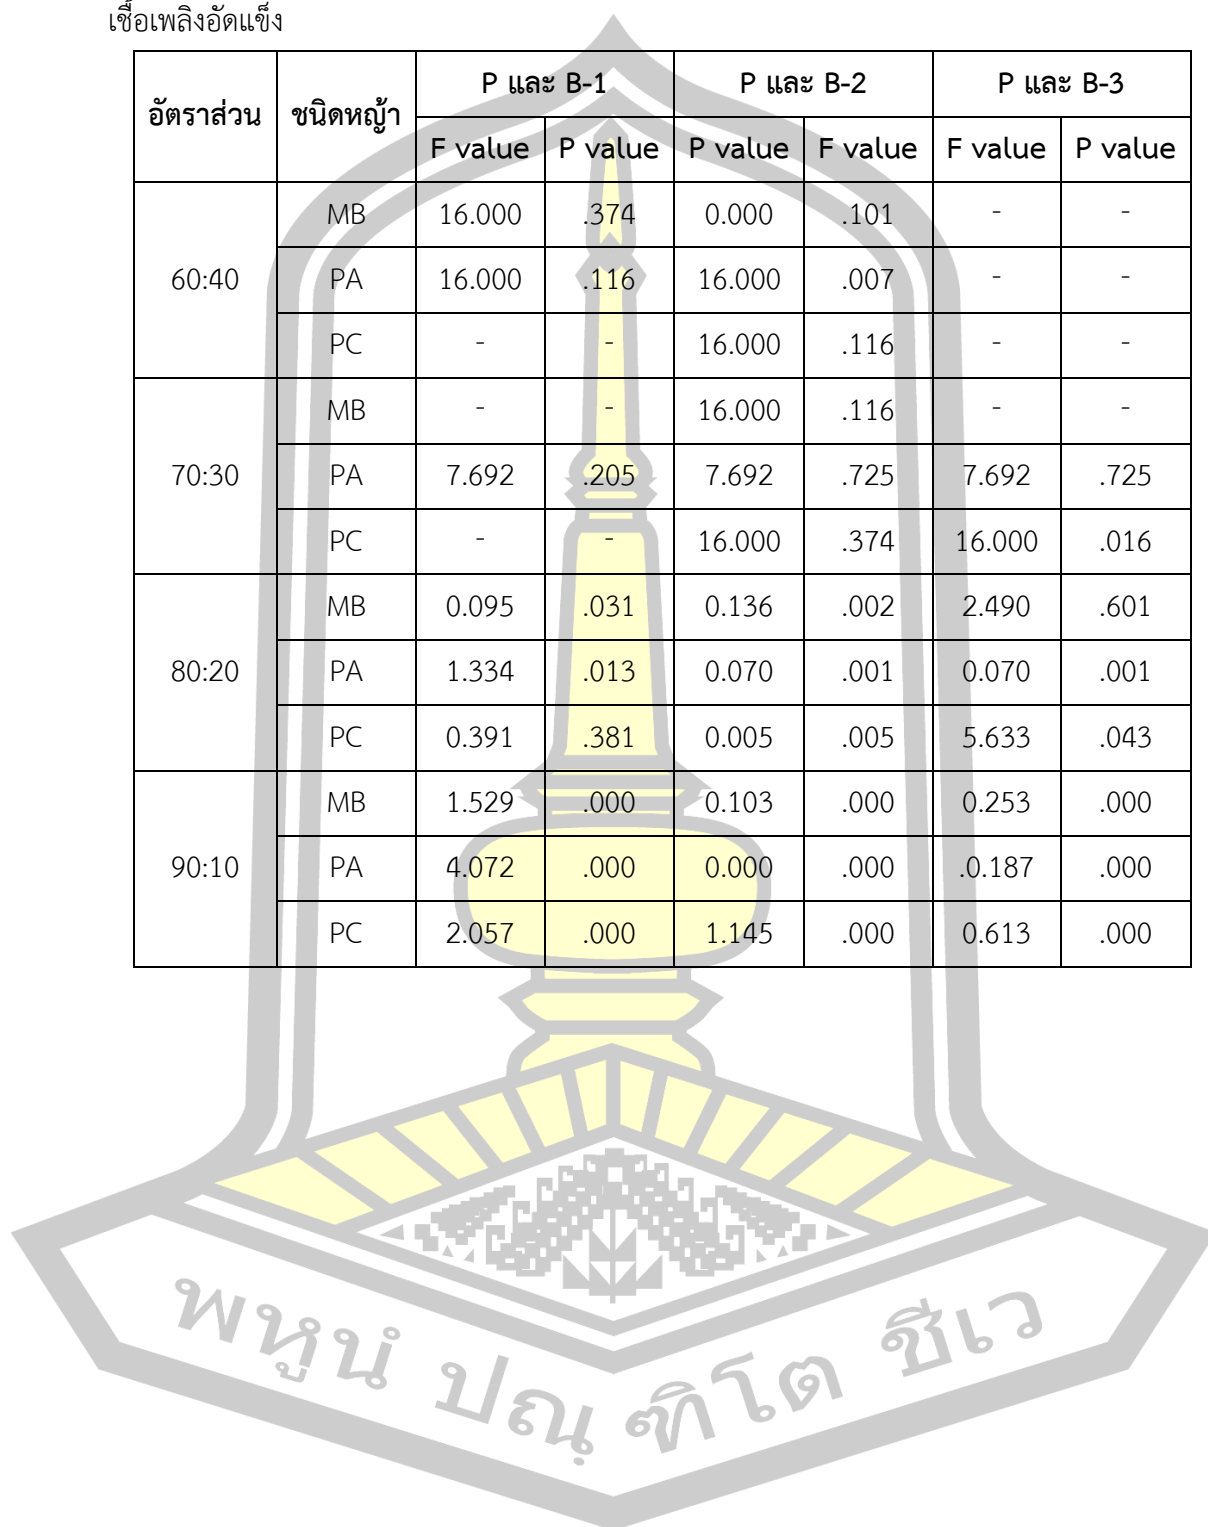 เชื้อเพลิงอัดแข็ง
อัตราส่วน ชนิดหญ้า P และ B-1 P และ B-2 P และ B-3
F value P value P value F value F value P value
60:40 MB 16.000 .374 0.000 .101 - -
PA 16.000 .116 16.000 .007 - -
PC - - 16.000 .116 - -
70:30 MB - - 16.000 .116 - -
PA 7.692 .205 7.692 .725 7.692 .725
PC - - 16.000 .374 16.000 .016
80:20 MB 0.095 .031 0.136 .002 2.490 .601
PA 1.334 .013 0.070 .001 0.070 .001
PC 0.391 .381 0.005 .005 5.633 .043
90:10 MB 1.529 .000 0.103 .000 0.253 .000
PA 4.072 .000 0.000 .000 .0.187 .000
PC 2.057 .000 1.145 .000 0.613 .000
พหูนํ ปณฺฑิโต ชีเว